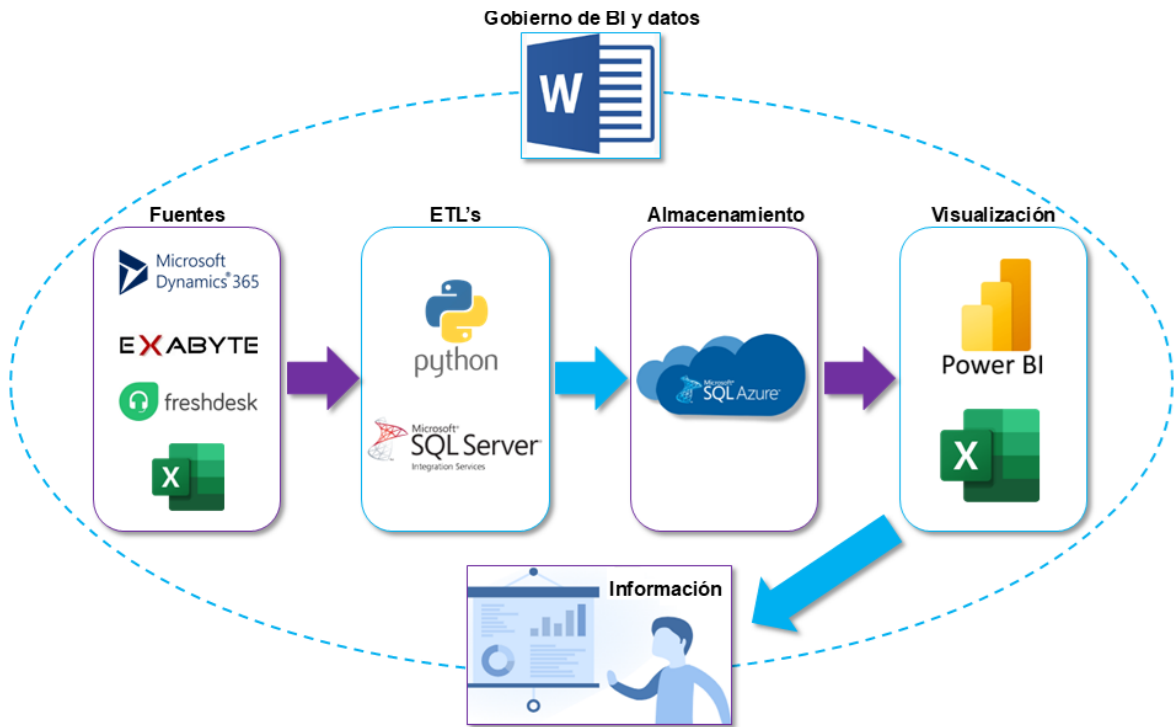 Gobierno de BI y datos
W
Fuentes
ETL's
Almacenamiento
Visualización
Microsoft
Dynamics® 365
EXABYTE
freshdesk
X
python
Microsoft®
SQL Server®
Integration Services
Microsoft®
SQL Azure™
Power BI
X
Información